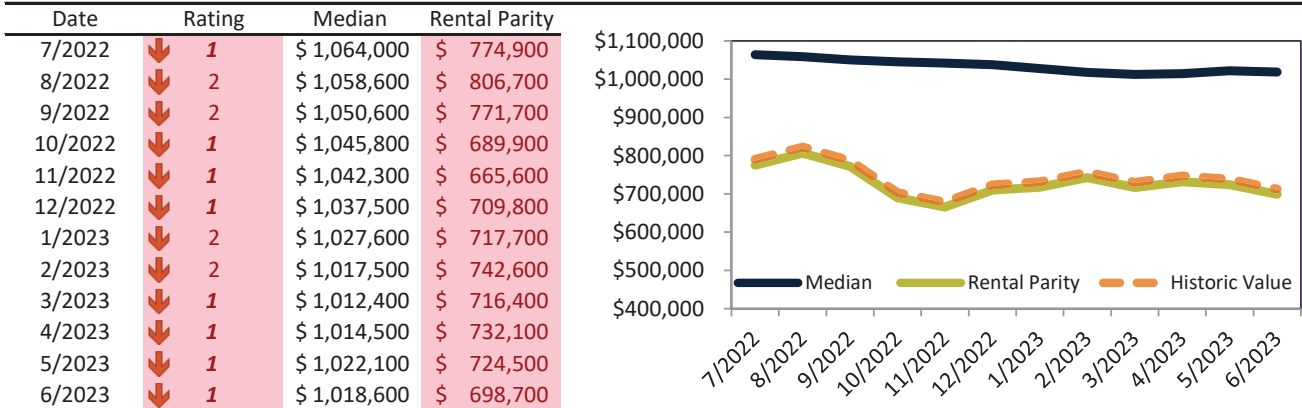 Date Rating Median Rental Parity
7/2022 1 $ 1,064,000 $ 774,900
8/2022 2 $ 1,058,600 $ 806,700
9/2022 2 $ 1,050,600 $ 771,700
10/2022 1 $ 1,045,800 $ 689,900
11/2022 1 $ 1,042,300 $ 665,600
12/2022 1 $ 1,037,500 $ 709,800
1/2023 2 $ 1,027,600 $ 717,700
2/2023 2 $ 1,017,500 $ 742,600
3/2023 1 $ 1,012,400 $ 716,400
4/2023 1 $ 1,014,500 $ 732,100
5/2023 1 $ 1,022,100 $ 724,500
6/2023 1 $ 1,018,600 $ 698,700
$1,100,000
$1,000,000
$900,000
$800,000
$700,000
$600,000
$500,000
$400,000
Median Rental Parity Historic Value
7/2022 8/2022 9/2022 10/2022 11/2022 12/2022 1/2023 2/2023 3/2023 4/2023 5/2023 6/2023